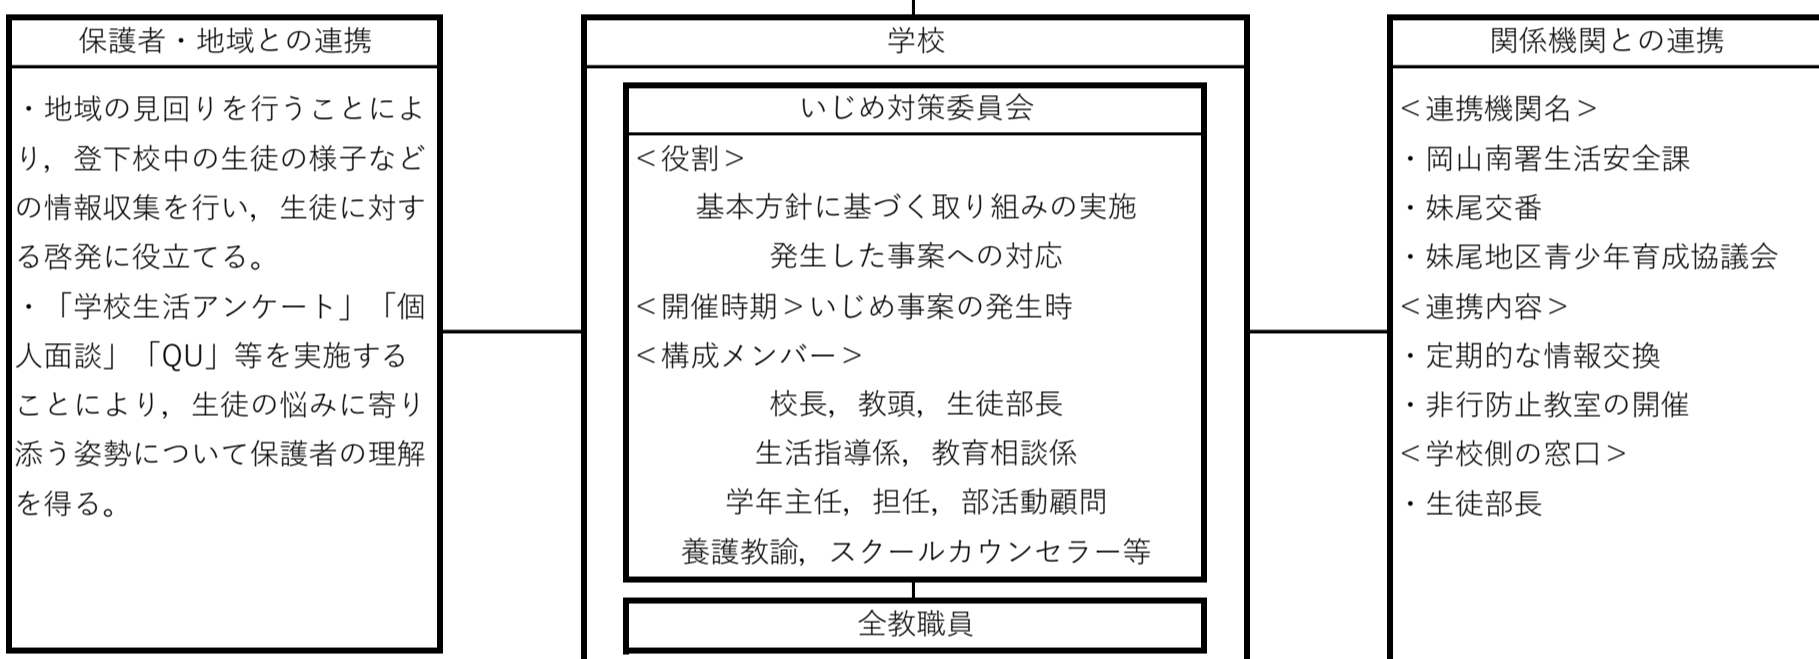 保護者・地域との連携
・地域の見回りを行うことによ
り，登下校中の生徒の様子など
の情報収集を行い，生徒に対す
る啓発に役立てる。
・「学校生活アンケート」「個
人面談」「QU」等を実施する
ことにより，生徒の悩みに寄り
添う姿勢について保護者の理解
を得る。
学校
いじめ対策委員会
＜役割＞
基本方針に基づく取り組みの実施
発生した事案への対応
＜開催時期＞いじめ事案の発生時
＜構成メンバー＞
校長，教頭，生徒部長
生活指導係，教育相談係
学年主任，担任，部活動顧問
養護教諭，スクールカウンセラー等
全教職員
関係機関との連携
＜連携機関名＞
・岡山南署生活安全課
・妹尾交番
・妹尾地区青少年育成協議会
＜連携内容＞
・定期的な情報交換
・非行防止教室の開催
＜学校側の窓口＞
・生徒部長